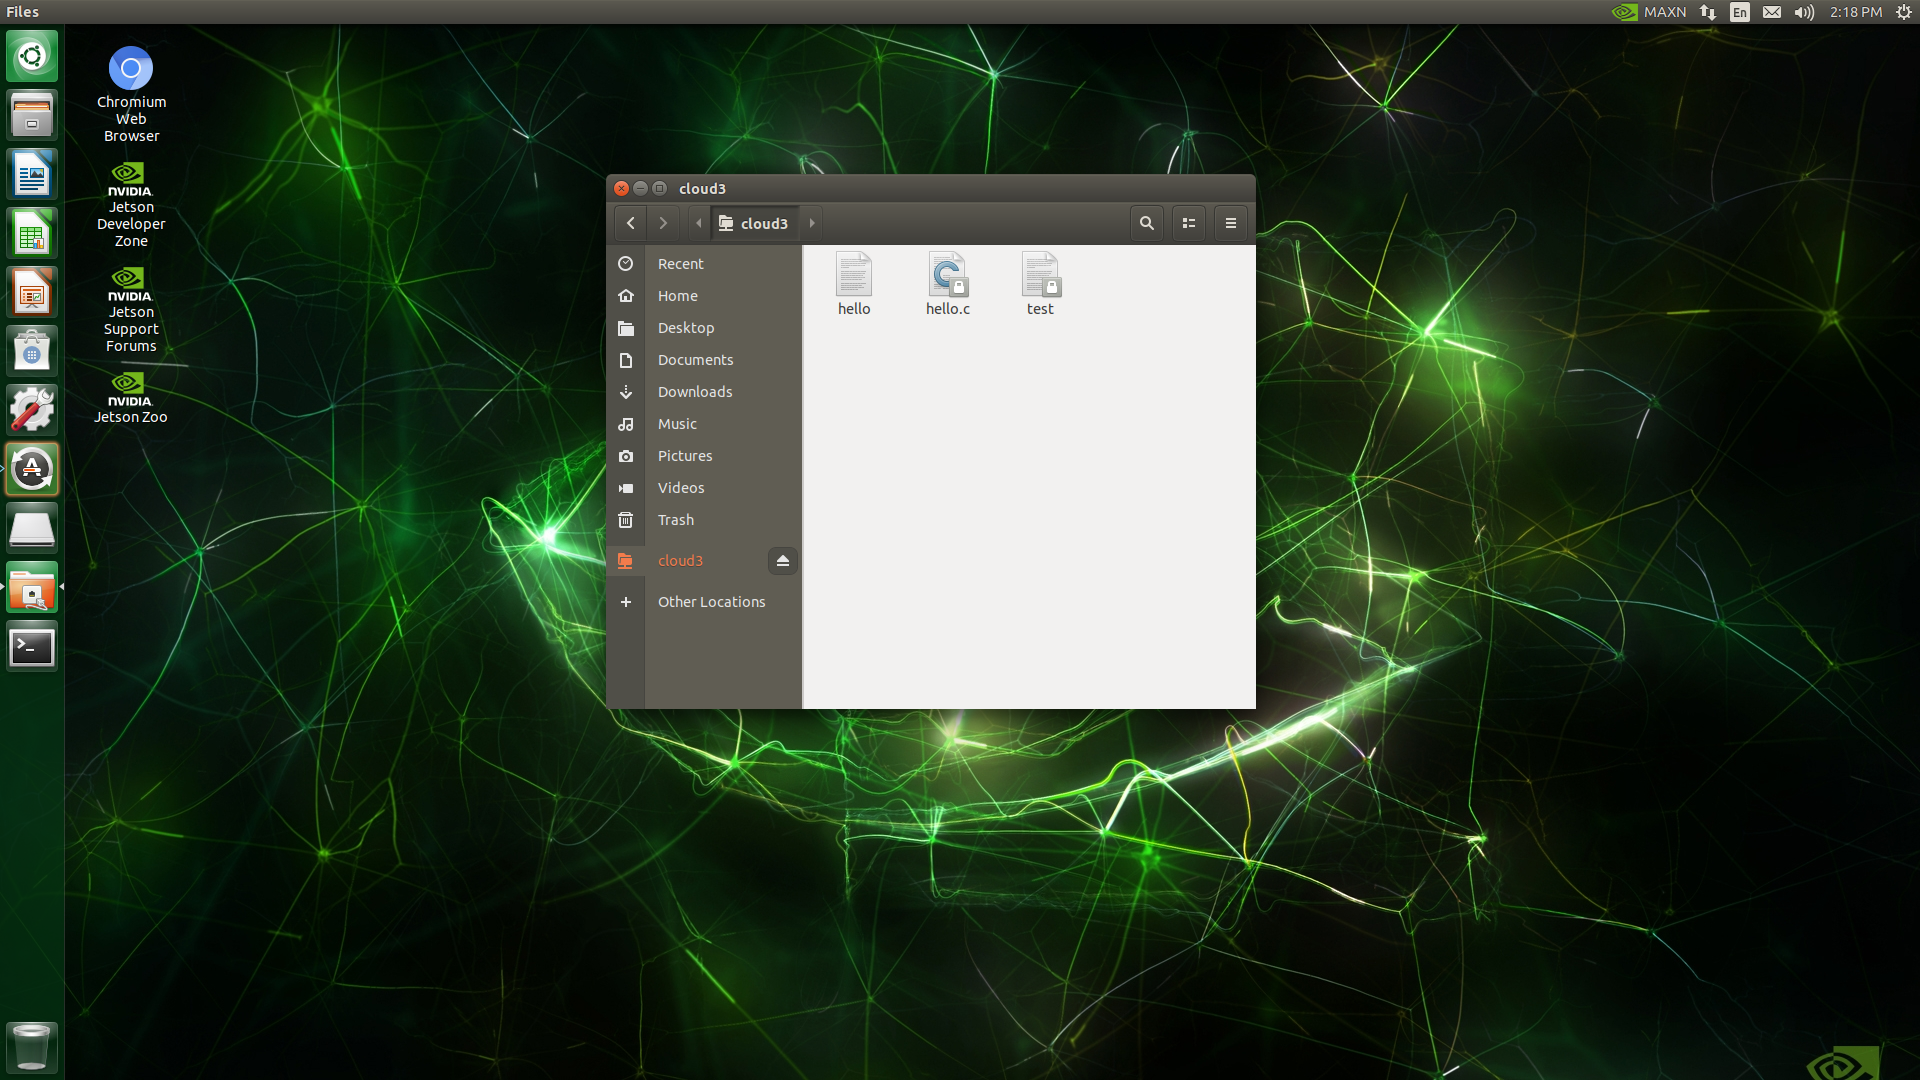 Files
MAXN
En
2:18 PM
Chromium
Web
Browser
NVIDIA.
Jetson
Developer
Zone
NVIDIA.
Jetson
Support
Forums
NVIDIA.
Jetson Zoo
cloud3
cloud3
Recent
Home
Desktop
Documents
Downloads
Music
Pictures
Videos
Trash
cloud3
Other Locations
hello
hello.c
test